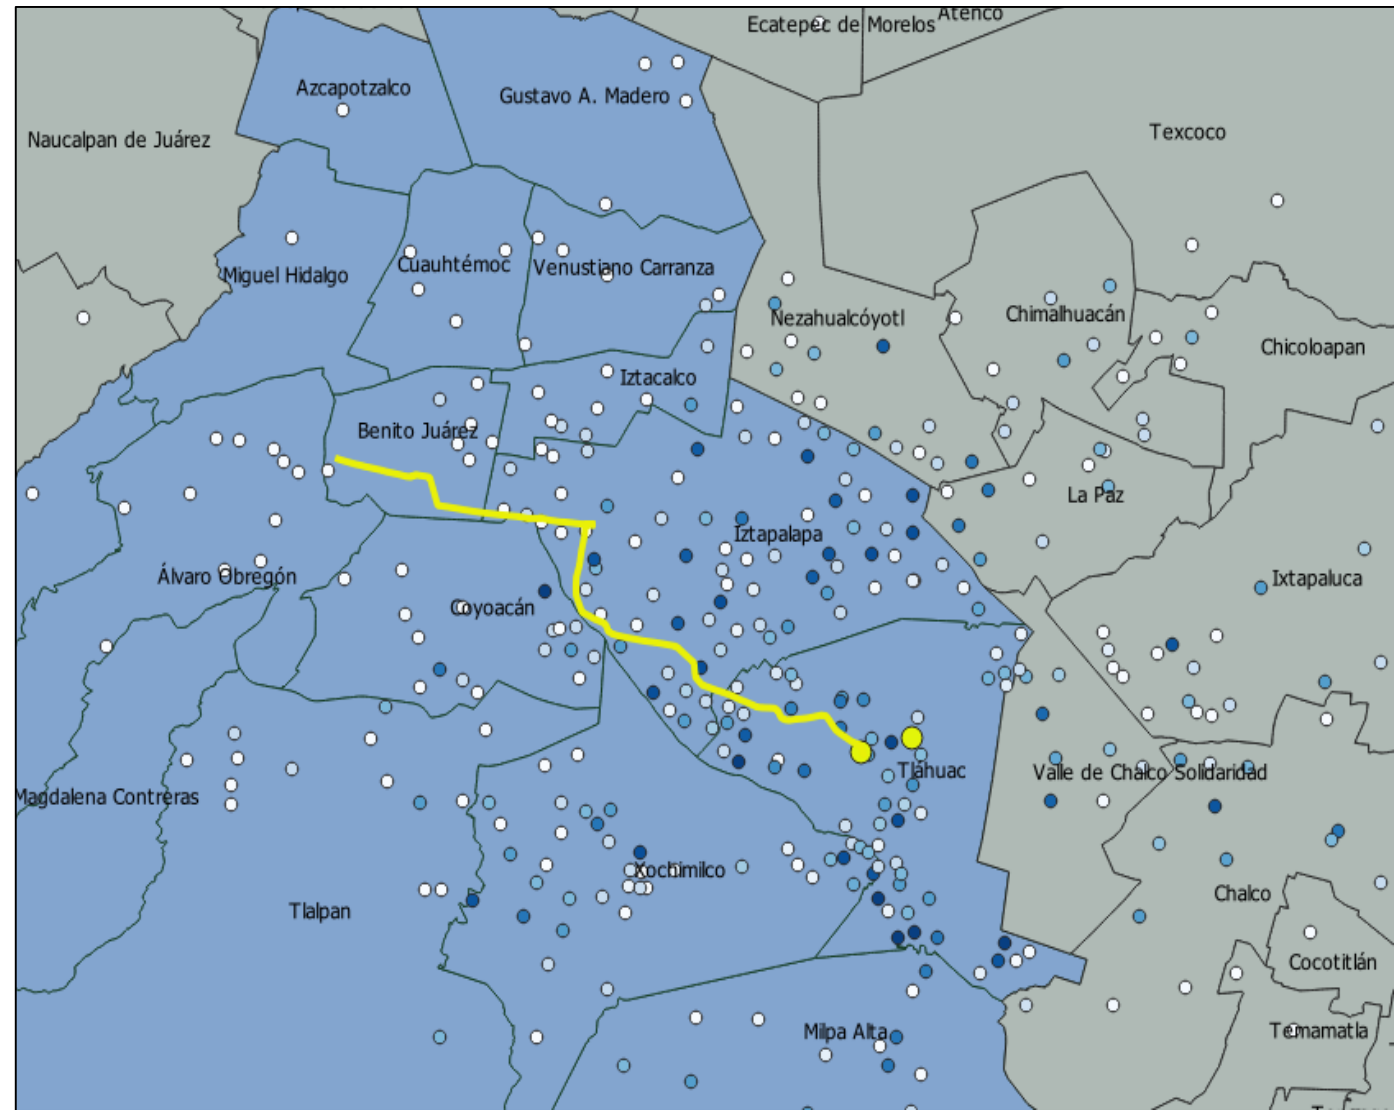 Atenco
Ecatepec de Morelos
Azcapotzalco
Gustavo A. Madero
Texcoco
Naucalpan de Juárez
Cuauhtémoc
Venustiano Carranza
Miguel Hidalgo
Nezahualcóyotl
Chimalhuacán
Chicoloapan
Iztacalco
Benito Juárez
La Paz
Iztapalapa
Álvaro Obregón
Ixtapaluca
Coyoacán
Tláhuac
Valle de Chalco Solidaridad
Magdalena Contreras
Xochimilco
Chalco
Tlalpan
Cocotitlán
Milpa Alta
Temamatla